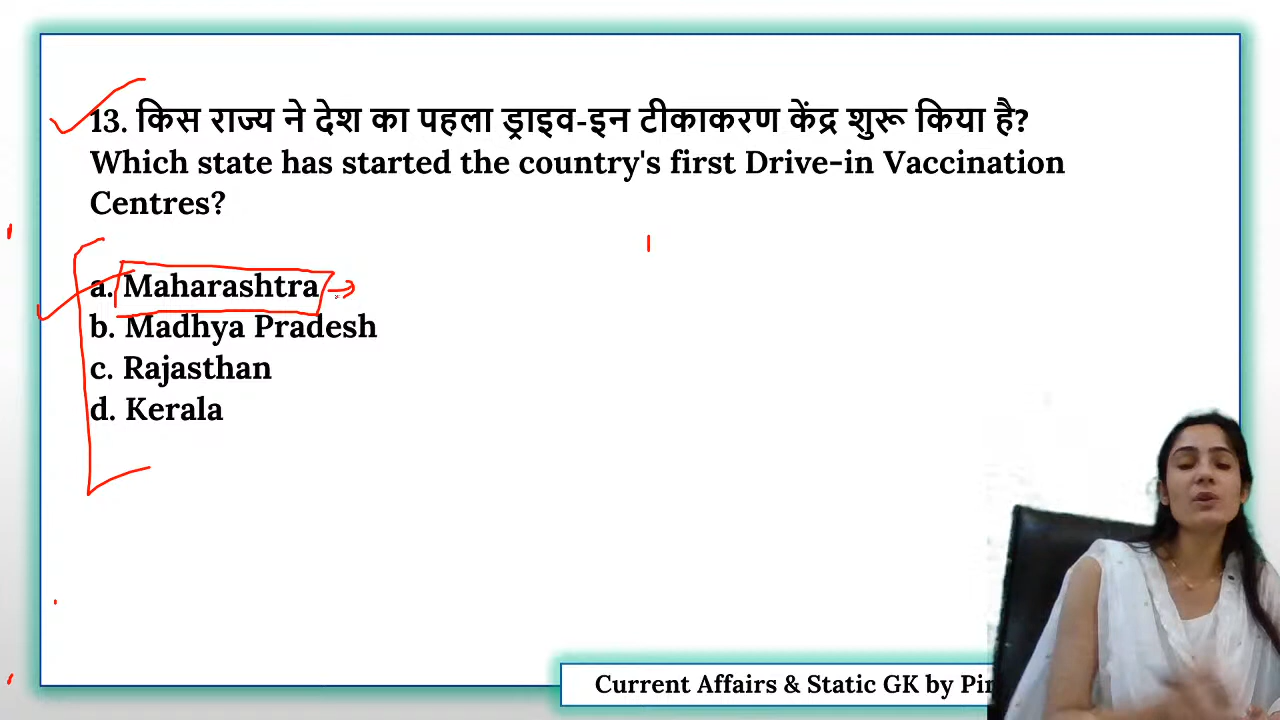 13. किस राज्य ने देश का पहला ड्राइव-इन टीकाकरण केंद्र शुरू किया है?
Which state has started the country's first Drive-in Vaccination
Centres?
a. Maharashtra
b. Madhya Pradesh
c. Rajasthan
d. Kerala
Current Affairs & Static GK by